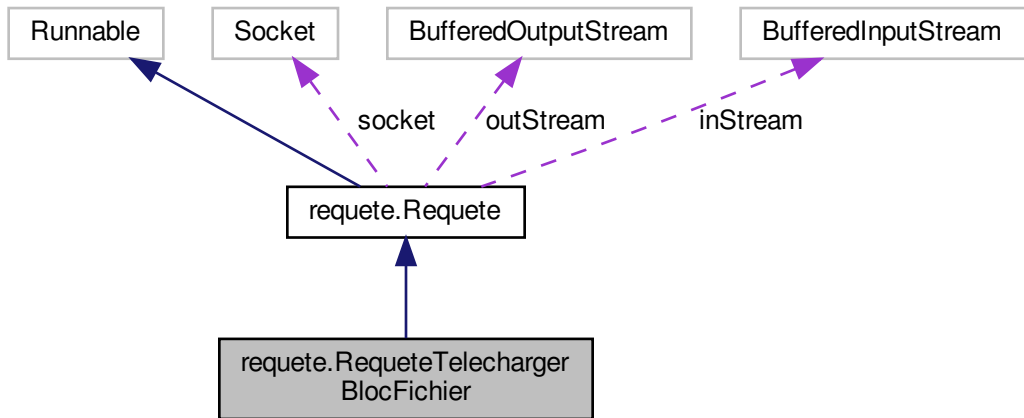 Runnable
Socket
BufferedOutputStream
BufferedInputStream
socket
outStream
inStream
requete.Requete
requete.RequeteTelecharger
BlocFichier